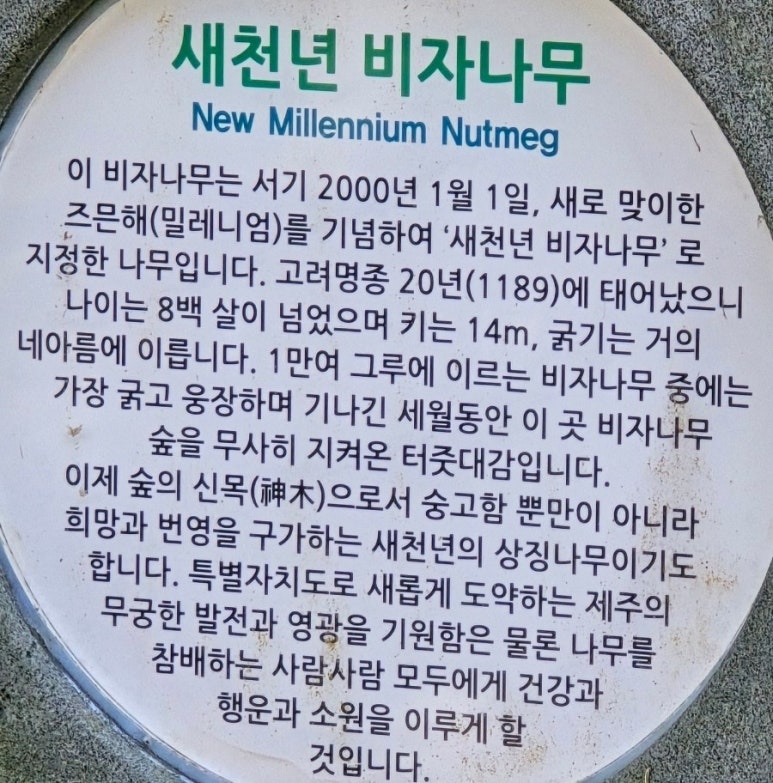 새천년 비자나무
New Millennium Nutmeg
이 비자나무는 서기 2000년 1월 1일, 새로 맞이한
즈믄해(밀레니엄)를 기념하여 ‘새천년 비자나무’ 로
지정한 나무입니다. 고려명종 20년(1189)에 태어났으니
나이는 8백 살이 넘었으며 키는 14m, 굵기는 거의
네아름에 이릅니다. 1만여 그루에 이르는 비자나무 중에는
가장 굵고 웅장하며 기나긴 세월동안 이 곳 비자나무
숲을 무사히 지켜온 터줏대감입니다.
이제 숲의 신목(神木)으로서 숭고함 뿐만이 아니라
희망과 번영을 구가하는 새천년의 상징나무이기도
합니다. 특별자치도로 새롭게 도약하는 제주의
무궁한 발전과 영광을 기원함은 물론 나무를
참배하는 사람사람 모두에게 건강과
행운과 소원을 이루게 할
것입니다.